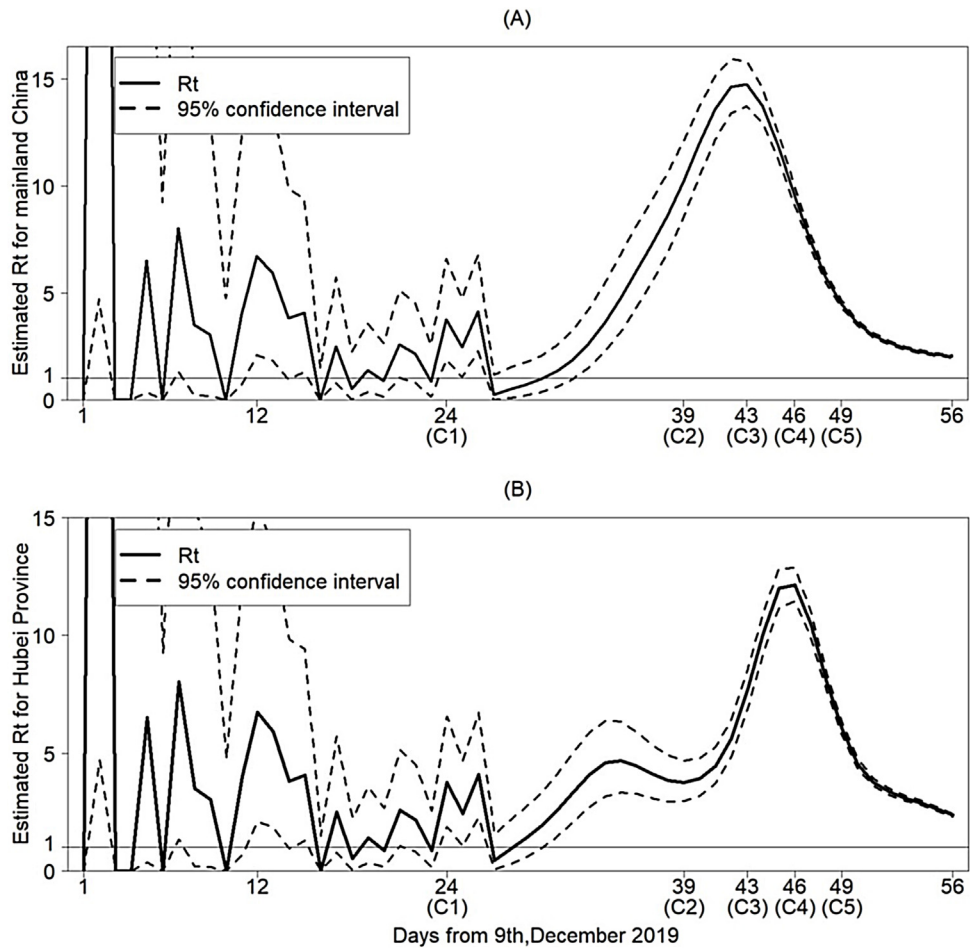 (A)
Estimated Rt for mainland China
15
10
5
1
0
Rt
95% confidence interval
1 12 24 39 43 46 49 56
(C1) (C2) (C3) (C4) (C5)
(B)
Estimated Rt for Hubei Province
15
10
5
1
0
Rt
95% confidence interval
1 12 24 39 43 46 49 56
(C1) (C2) (C3) (C4) (C5)
Days from 9th,December 2019